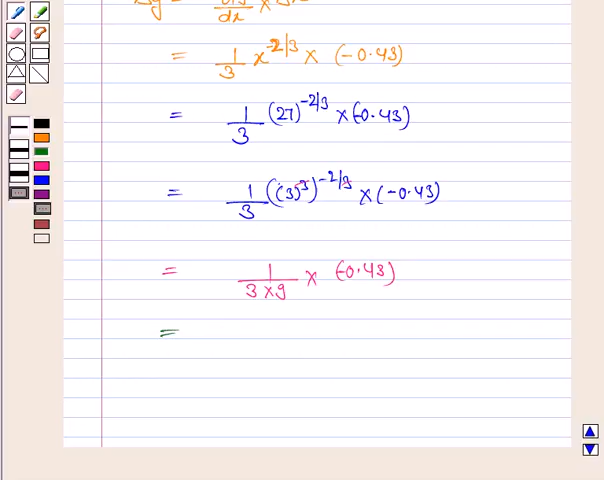 = 1/3 x^-2/3 × (-0.43)
= 1/3 (27)^-2/3 × (-0.43)
= 1/3 ((3)^3)^-2/3 × (-0.43)
= 1/3×9 × (-0.43)
=